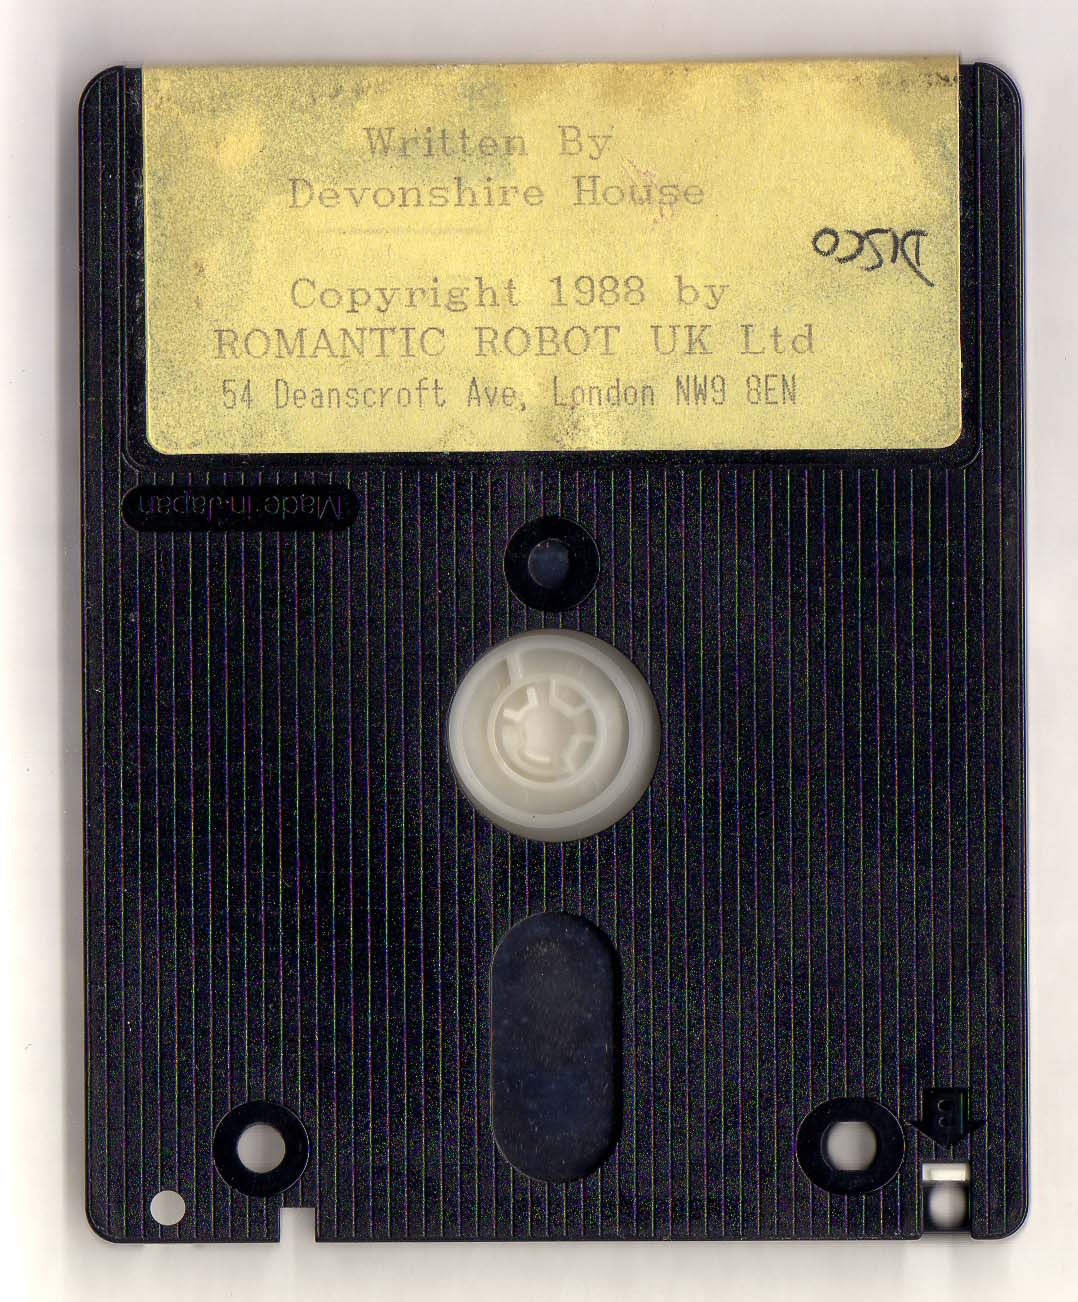 Written By
Devonshire House
DISCO
Copyright 1988 by
ROMANTIC ROBOT UK Ltd
54 Deanscroft Ave, London NW9 8EN
Made in Japan
B